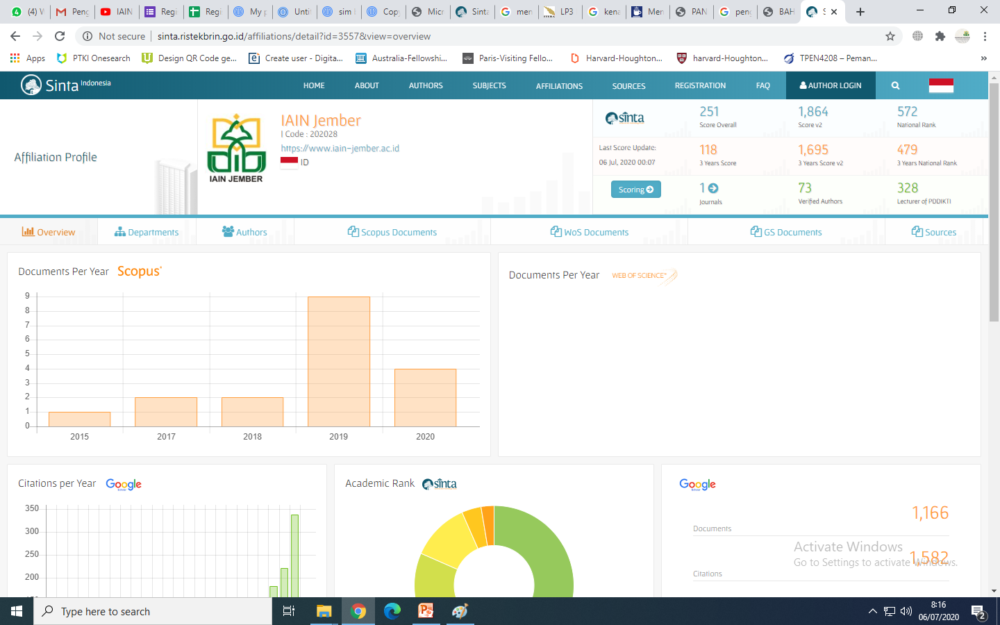 (4) W
Peng
IAIN
Regi
Regi
My p
Unti
sim
Cop
Micr
Sinta
men
LP3
kena
Men
PAN
peng
BAH
S
Not secure | sinta.ristekbrin.go.id/affiliations/detail?id=3557&view=overview
Apps
PTKI Onesearch
Design QR Code ge...
Create user - Digita...
Australia-Fellowshi...
Paris-Visiting Fello...
Harvard-Houghton...
harvard-Houghton...
TPEN4208 – Peman...
»
Sinta Indonesia
HOME
ABOUT
AUTHORS
SUBJECTS
AFFILIATIONS
SOURCES
REGISTRATION
FAQ
AUTHOR LOGIN
Affiliation Profile
IAIN JEMBER
IAIN Jember
I Code : 202028
https://www.iain-jember.ac.id
ID
sinta
251
Score Overall
1,864
Score v2
572
National Rank
Last Score Update:
06 Jul, 2020 00:07
118
3 Years Score
1,695
3 Years Score v2
479
3 Years National Rank
Scoring
1
Journals
73
Verified Authors
328
Lecturer of PDDIKTI
Overview
Departments
Authors
Scopus Documents
WoS Documents
GS Documents
Sources
Documents Per Year Scopus
9
8
7
6
5
4
3
2
1
0
2015
2017
2018
2019
2020
Documents Per Year WEB OF SCIENCE
Citations per Year Google
350
300
250
200
Academic Rank sinta
Google
1,166
Documents
1,582
Citations
Activate Windows
Go to Settings to activate Windows.
Type here to search
8:16
06/07/2020
2